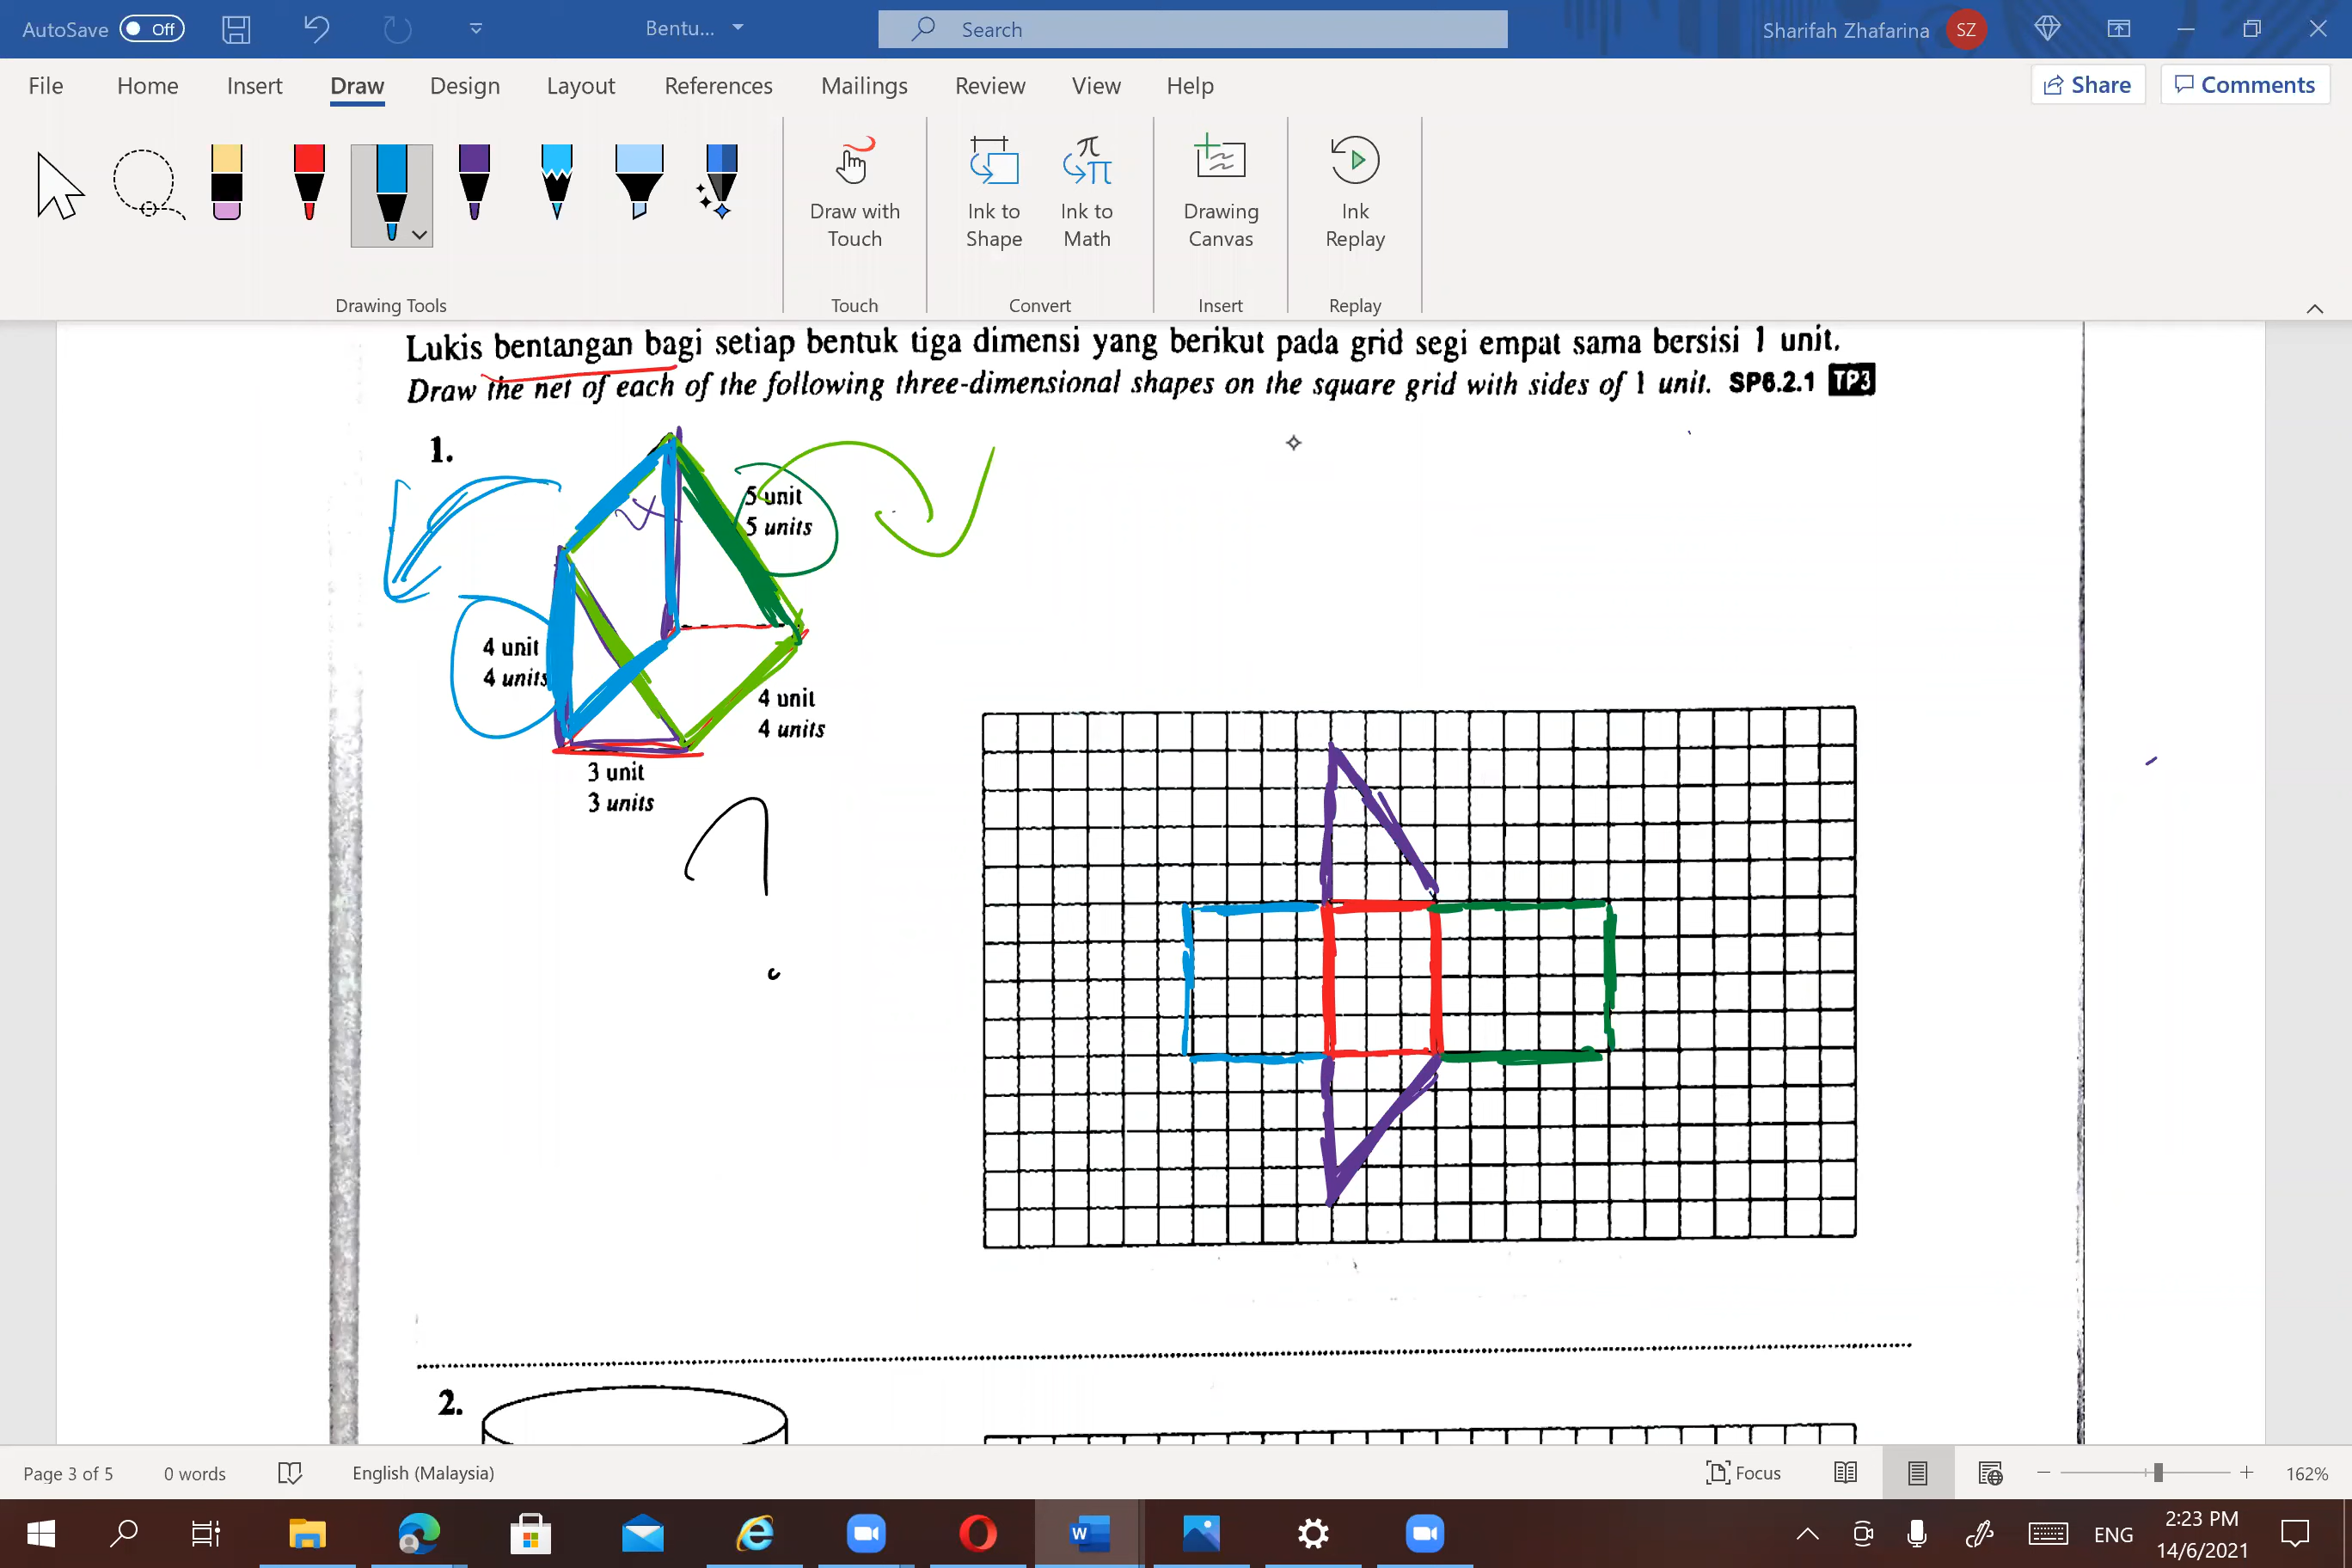 AutoSave Off Bentu... Search Sharifah Zhafarina SZ
File Home Insert Draw Design Layout References Mailings Review View Help Share Comments
Draw with Touch
Ink to Shape
Ink to Math
Drawing Canvas
Ink Replay
Drawing Tools Touch Convert Insert Replay
Lukis bentangan bagi setiap bentuk tiga dimensi yang berikut pada grid segi empat sama bersisi 1 unit.
Draw the net of each of the following three-dimensional shapes on the square grid with sides of 1 unit. SP6.2.1 TP3
1.
5 unit
5 units
4
4 unit
4 units
4 unit
4 units
3 unit
3 units
2.
Page 3 of 5 0 words English (Malaysia) Focus 162%
W ENG 2:23 PM
14/6/2021